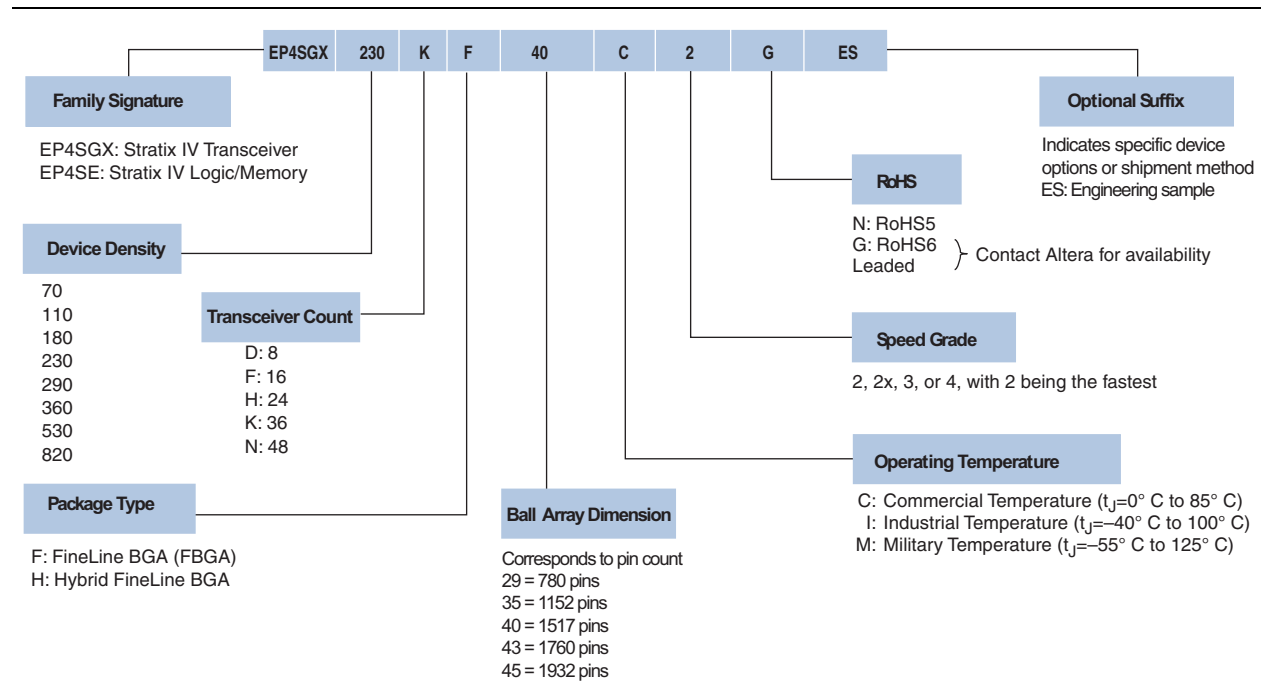 EP4SGX 230 K F 40 C 2 G ES
Family Signature
EP4SGX: Stratix IV Transceiver
EP4SE: Stratix IV Logic/Memory
Optional Suffix
Indicates specific device
options or shipment method
ES: Engineering sample
RoHS
N: RoHS5
G: RoHS6
Leaded
Contact Altera for availability
Device Density
70
110
180
230
290
360
530
820
Transceiver Count
D: 8
F: 16
H: 24
K: 36
N: 48
Speed Grade
2, 2x, 3, or 4, with 2 being the fastest
Operating Temperature
C: Commercial Temperature (tJ=0° C to 85° C)
I: Industrial Temperature (tJ=–40° C to 100° C)
M: Military Temperature (tJ=–55° C to 125° C)
Package Type
F: FineLine BGA (FBGA)
H: Hybrid FineLine BGA
Ball Array Dimension
Corresponds to pin count
29 = 780 pins
35 = 1152 pins
40 = 1517 pins
43 = 1760 pins
45 = 1932 pins